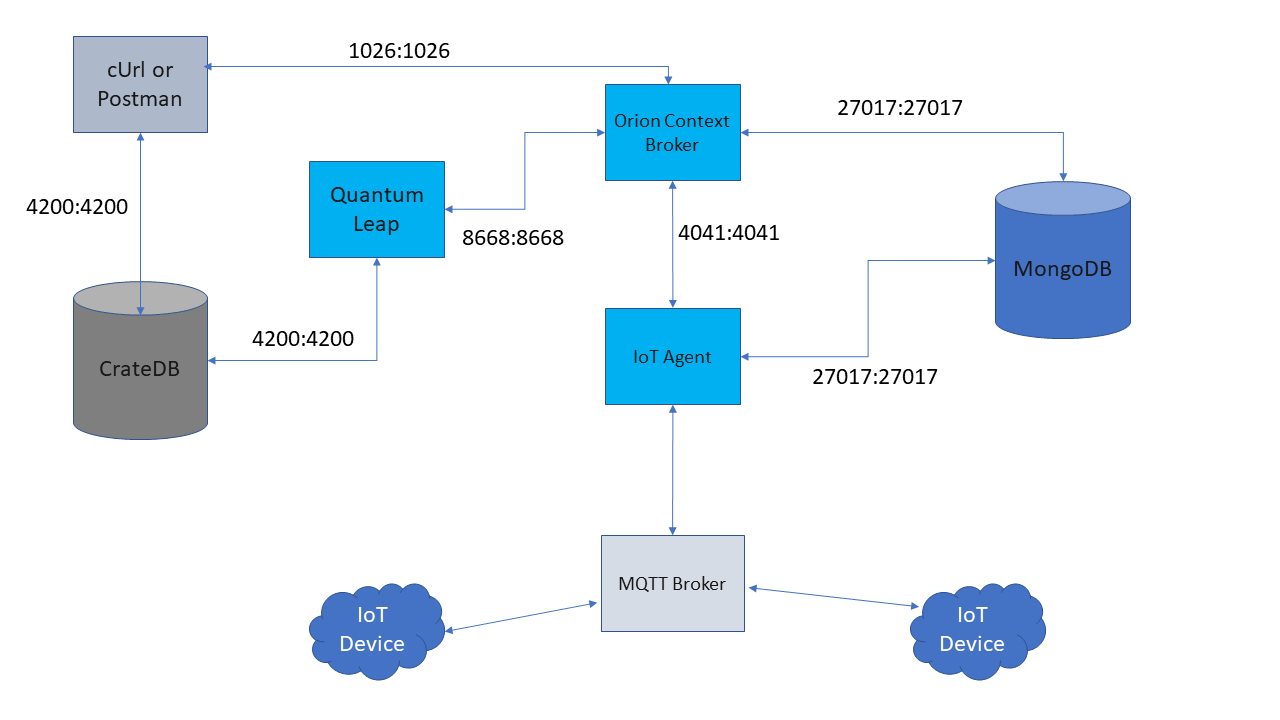 1026:1026
cUrl or
Postman
Orion Context
Broker
27017:27017
Quantum
Leap
4200:4200
8668:8668
4041:4041
MongoDB
4200:4200
CrateDB
IoT Agent
27017:27017
MQTT Broker
IoT
Device
IoT
Device